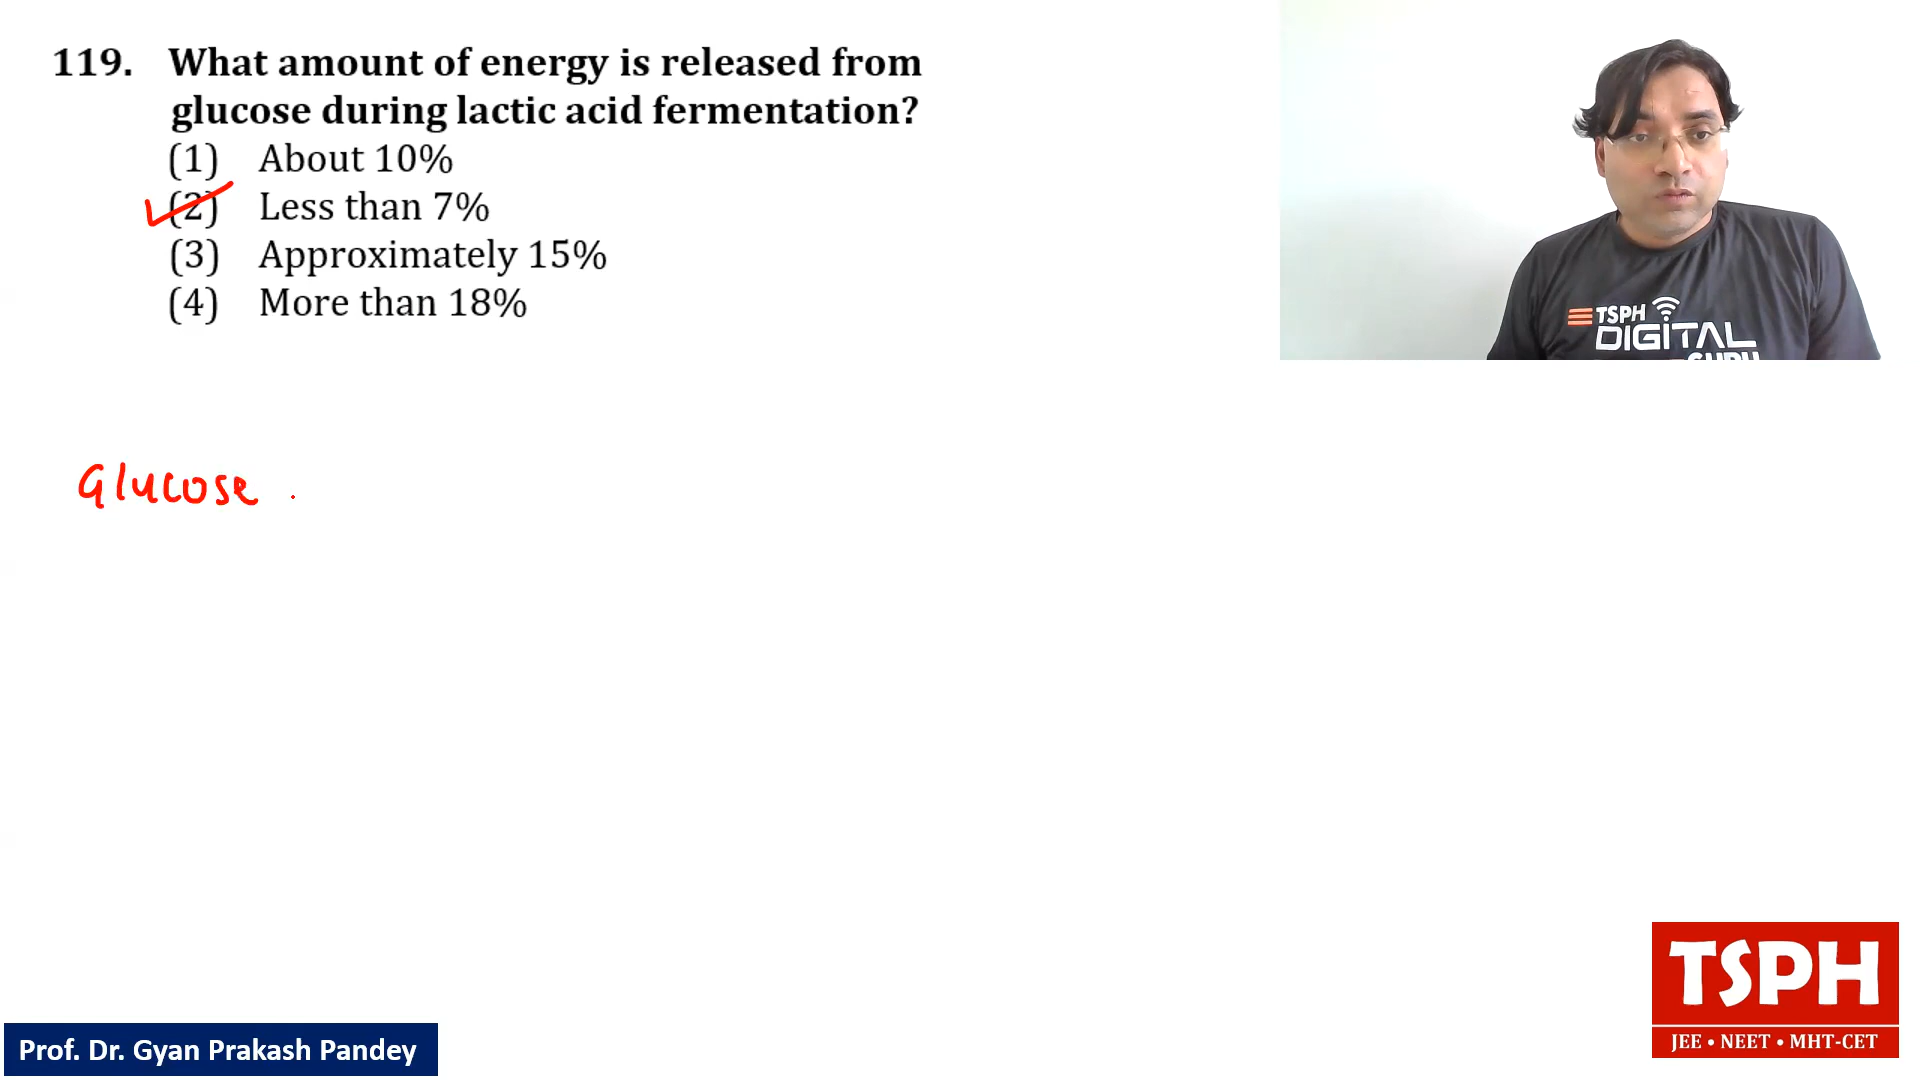 119. What amount of energy is released from
glucose during lactic acid fermentation?
(1) About 10%
(2) Less than 7%
(3) Approximately 15%
(4) More than 18%
TSPH
DIGITAL
Glucose
TSPH
JEE • NEET • MHT-CET
Prof. Dr. Gyan Prakash Pandey